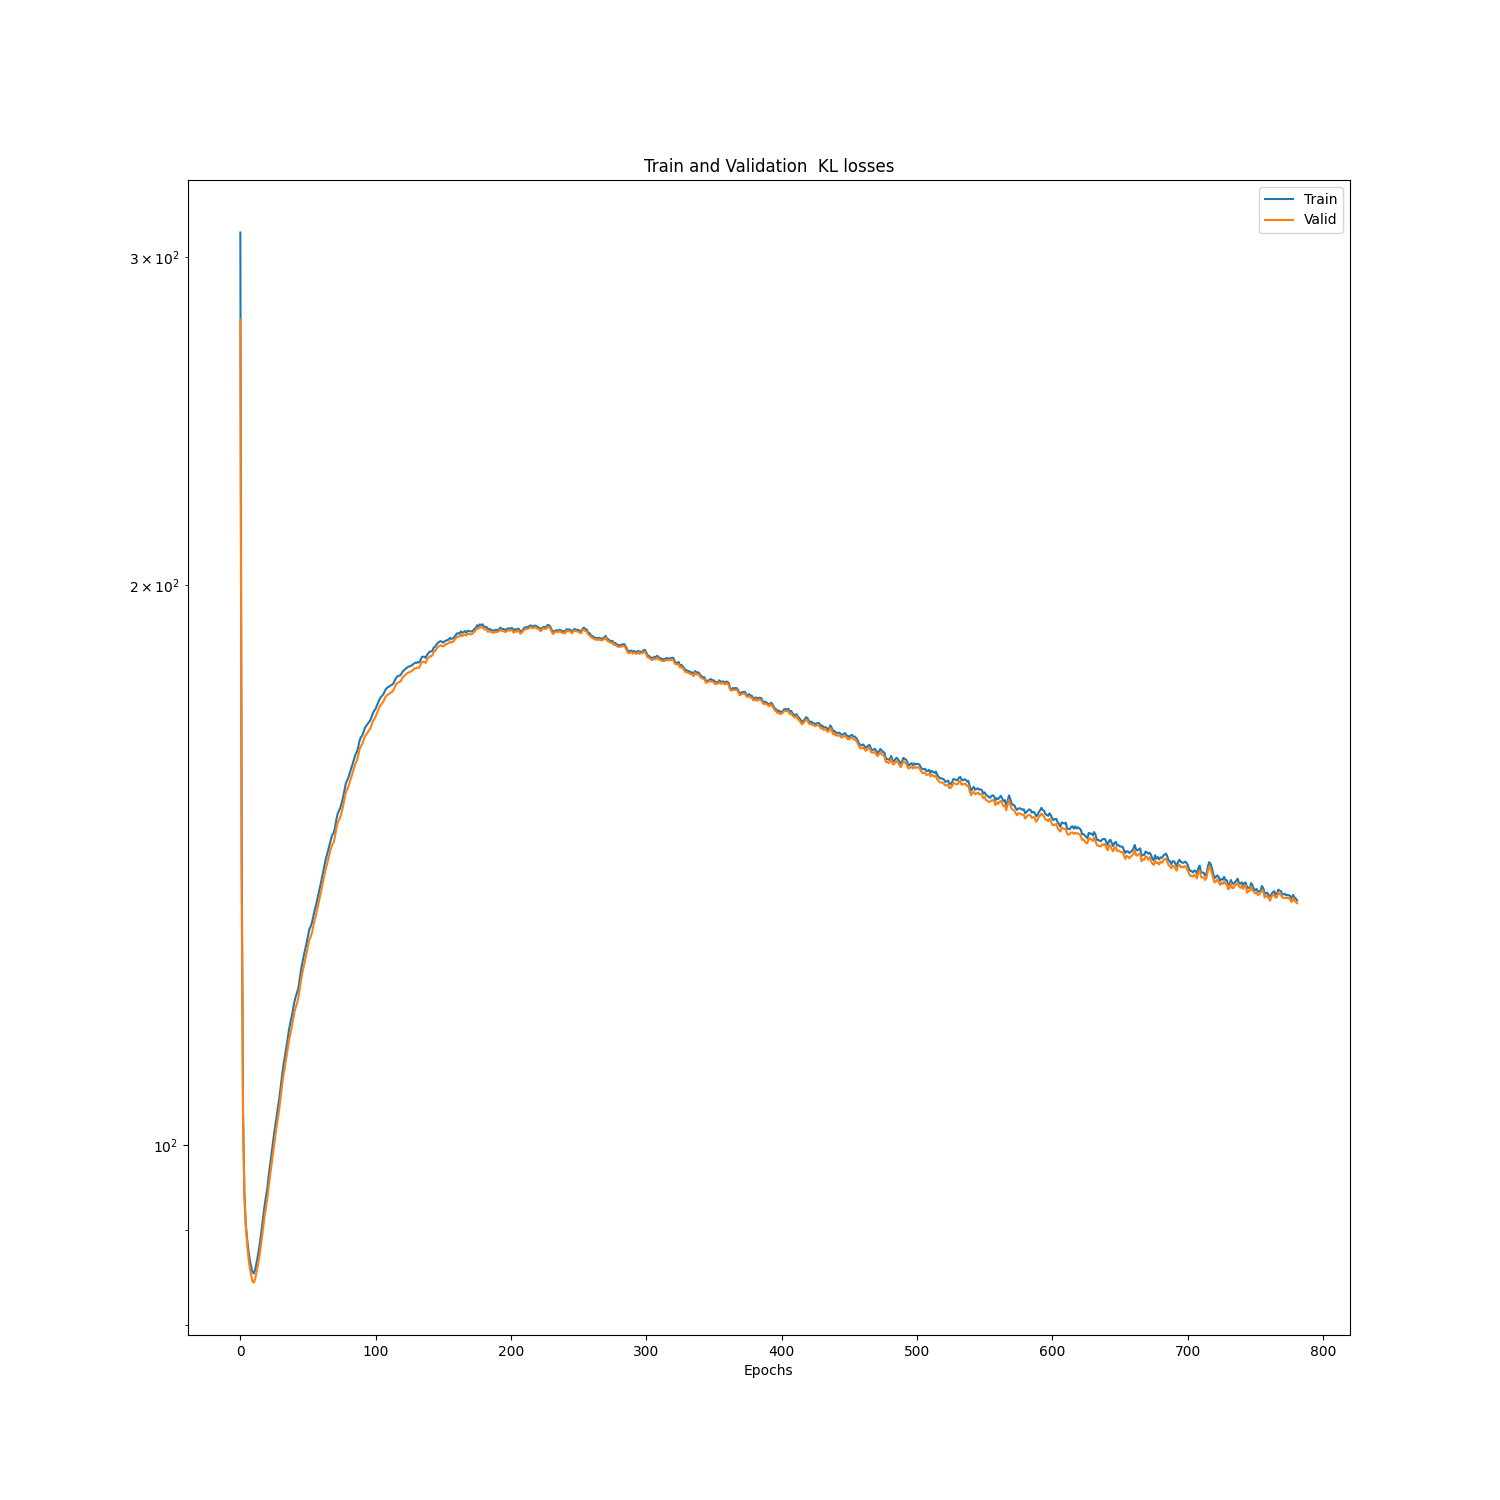 Train and Validation  KL losses
Train
Valid
3 × 10²
2 × 10²
10²
0 100 200 300 400 500 600 700 800
Epochs